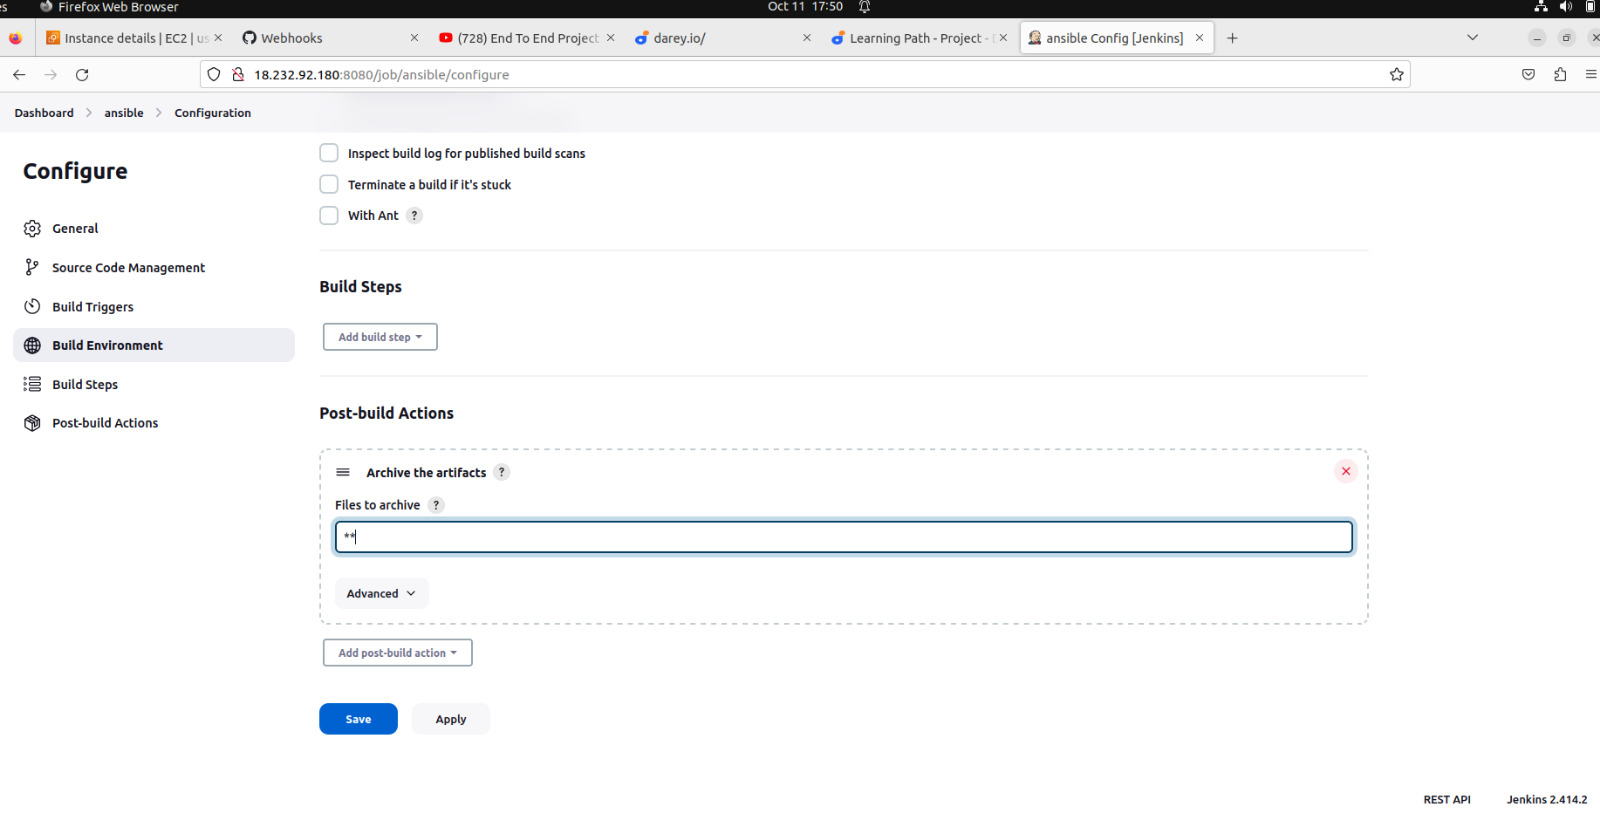 es Firefox Web Browser Oct 11 17:50
Instance details | EC2 | us Webhooks (728) End To End Project darey.io/ Learning Path - Project - ansible Config [Jenkins]
18.232.92.180:8080/job/ansible/configure
Dashboard ansible Configuration
Inspect build log for published build scans
Configure
Terminate a build if it's stuck
With Ant ?
General
Source Code Management
Build Steps
Build Triggers
Add build step
Build Environment
Build Steps
Post-build Actions
Post-build Actions
Archive the artifacts ?
Files to archive ?
**
Advanced
Add post-build action
Save Apply
REST API Jenkins 2.414.2